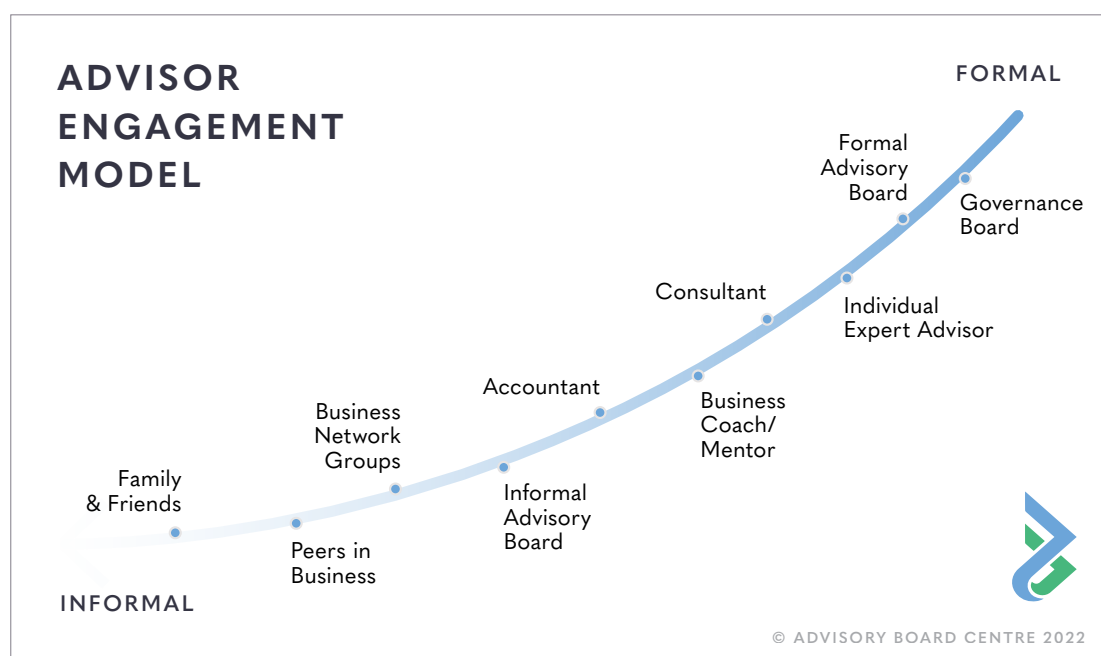 ADVISOR
ENGAGEMENT
MODEL
FORMAL
Formal
Advisory
Board
Governance
Board
Consultant
Individual
Expert Advisor
Accountant
Business
Coach/
Mentor
Business
Network
Groups
Informal
Advisory
Board
Family
& Friends
Peers in
Business
INFORMAL
© ADVISORY BOARD CENTRE 2022